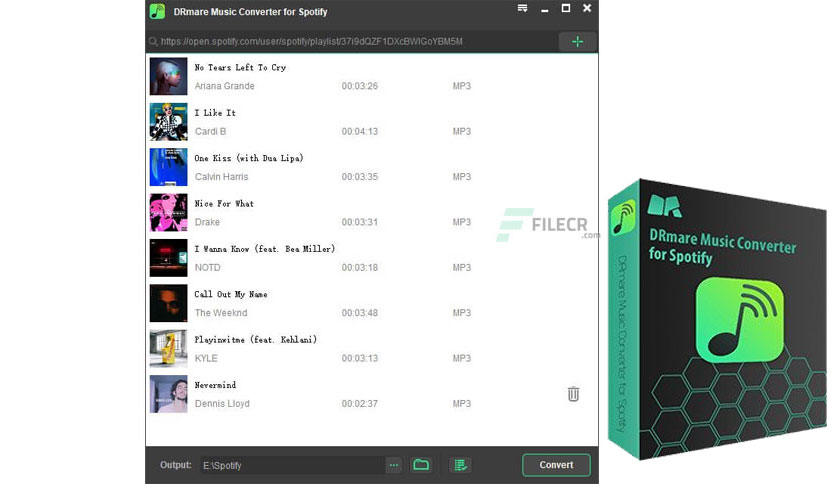 DRmare Music Converter for Spotify
https://open.spotify.com/user/spotify/playlist/37i9dQZF1DXcBWIGoYBM5M
No Tears Left To Cry
Ariana Grande 00:03:26 MP3
I Like It
Cardi B 00:04:13 MP3
One Kiss (with Dua Lipa)
Calvin Harris 00:03:35 MP3
Nice For What
Drake 00:03:31 MP3
I Wanna Know (feat. Bea Miller)
NOTD 00:03:18 MP3
Call Out My Name
The Weeknd 00:03:48 MP3
Playinwitme (feat. Kehlani)
KYLE 00:03:13 MP3
Nevermind
Dennis Lloyd 00:02:37 MP3
Output: E:\Spotify ... Convert
FILECR
.com
DRmare Music Converter
for Spotify
DRmare Music Converter for Spotify